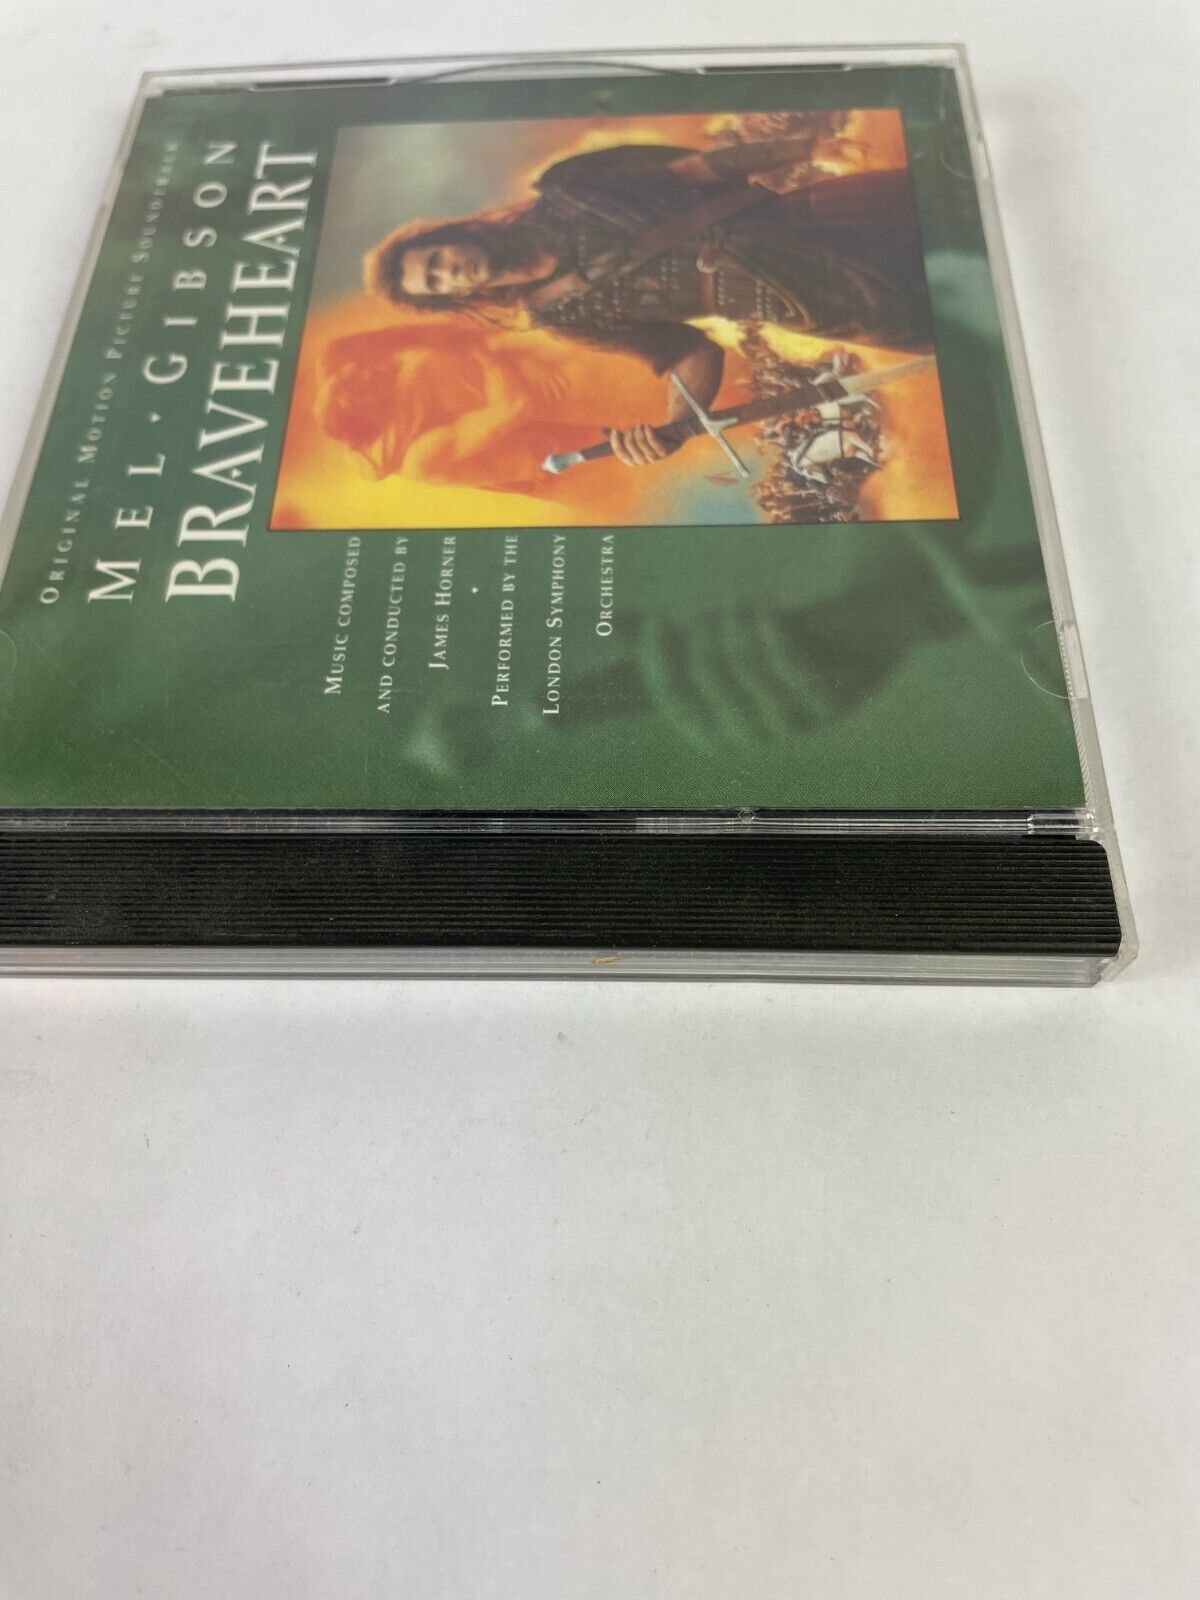 ORIGINAL MOTION PICTURE SOUNDTRACK
MEL · GIBSON
BRAVEHEART
MUSIC COMPOSED
AND CONDUCTED BY
JAMES HORNER
PERFORMED BY THE
LONDON SYMPHONY
ORCHESTRA